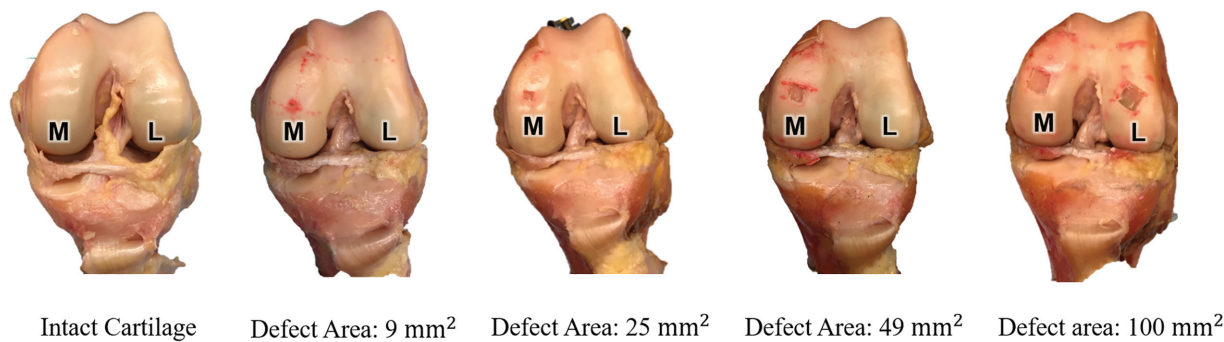 M L
M L
M L
M L
M L
Intact Cartilage
Defect Area: 9 mm²
Defect Area: 25 mm²
Defect Area: 49 mm²
Defect area: 100 mm²